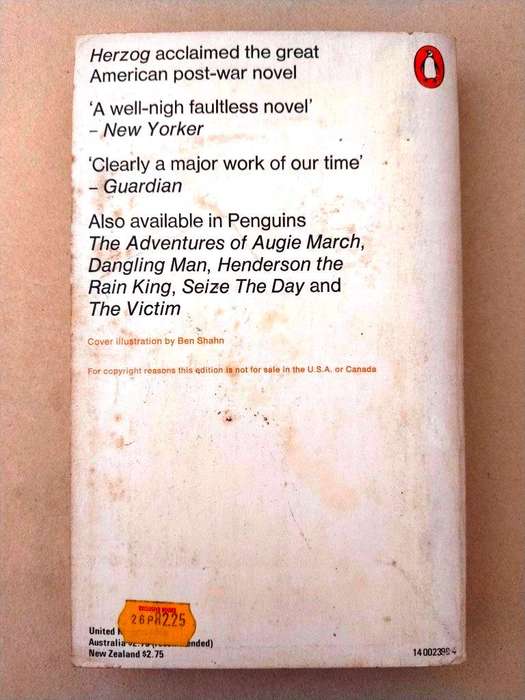 Herzog acclaimed the great
American post-war novel
‘A well-nigh faultless novel’
– New Yorker
‘Clearly a major work of our time’
– Guardian
Also available in Penguins
The Adventures of Augie March,
Dangling Man, Henderson the
Rain King, Seize The Day and
The Victim
Cover illustration by Ben Shahn
For copyright reasons this edition is not for sale in the U.S.A. or Canada
United
Australia
New Zealand $2.75